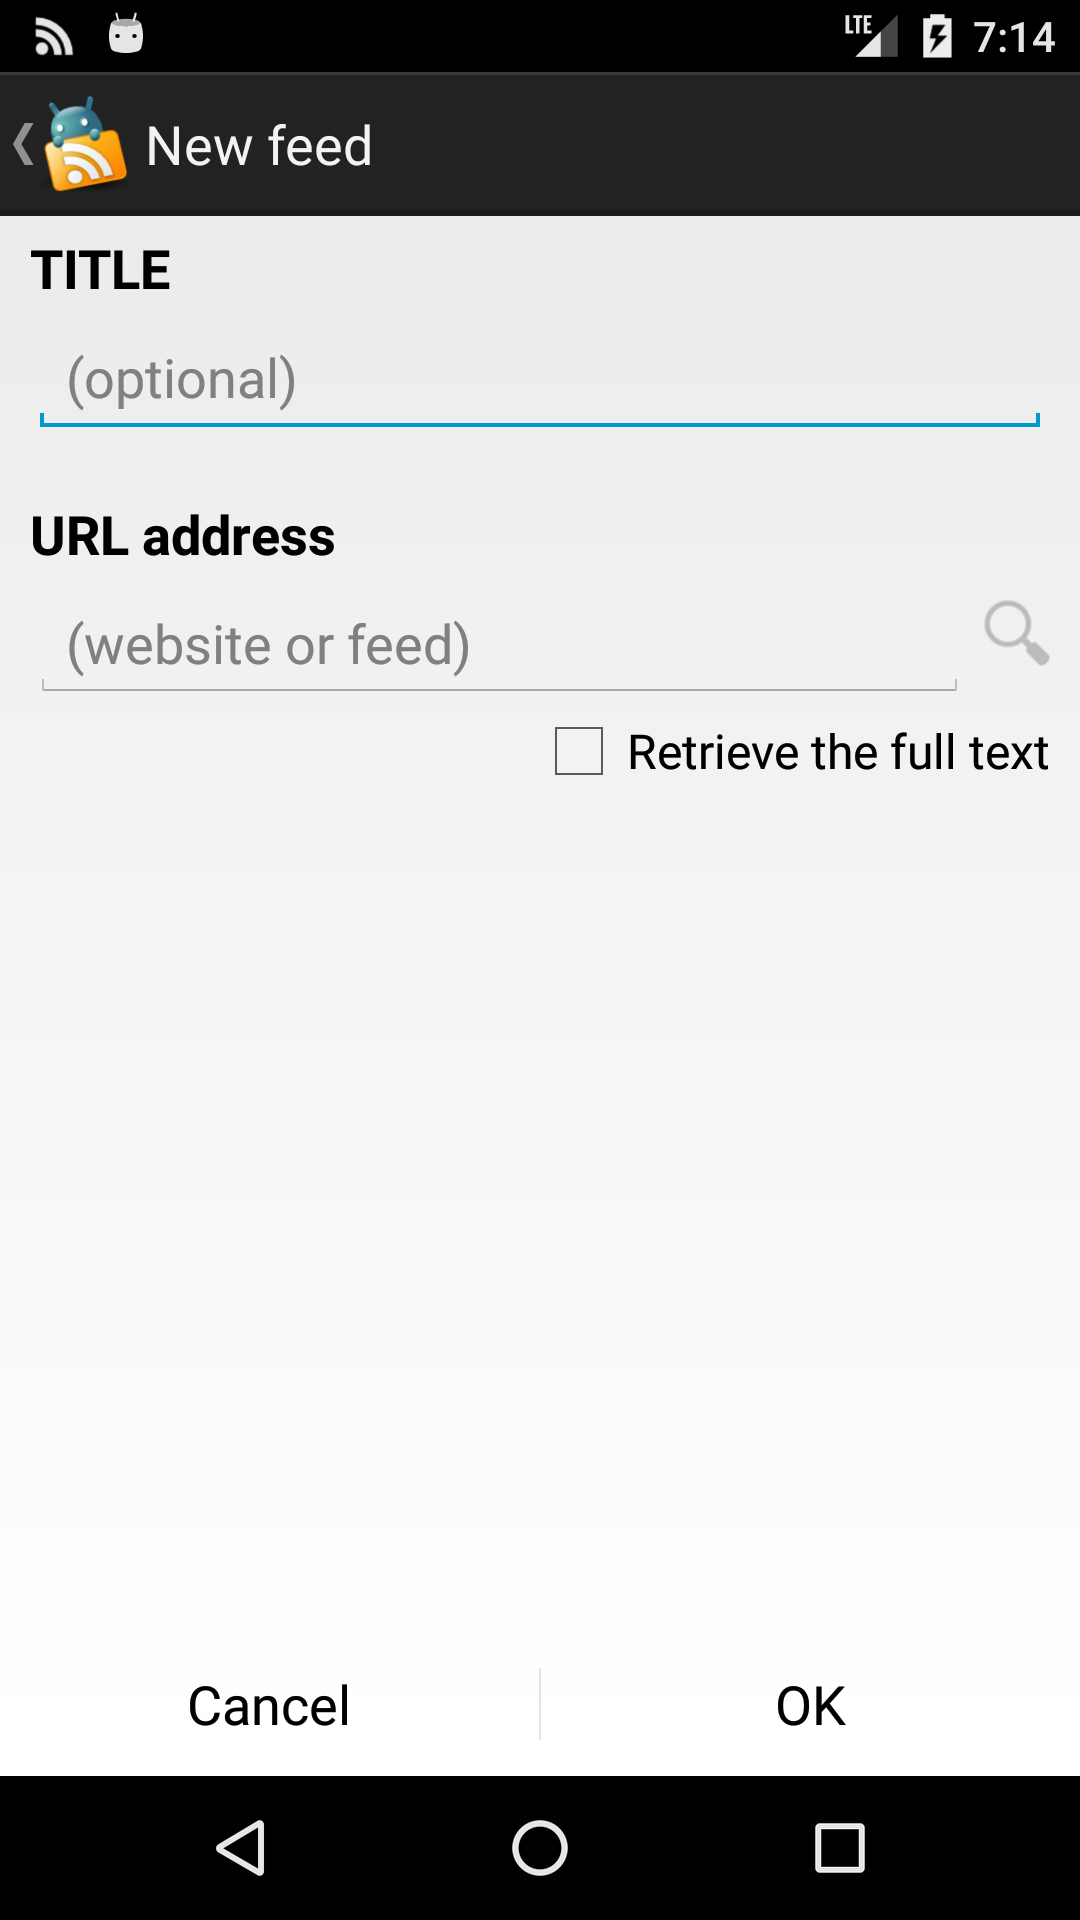 LTE 7:14
New feed
TITLE
(optional)
URL address
(website or feed)
Retrieve the full text
Cancel OK